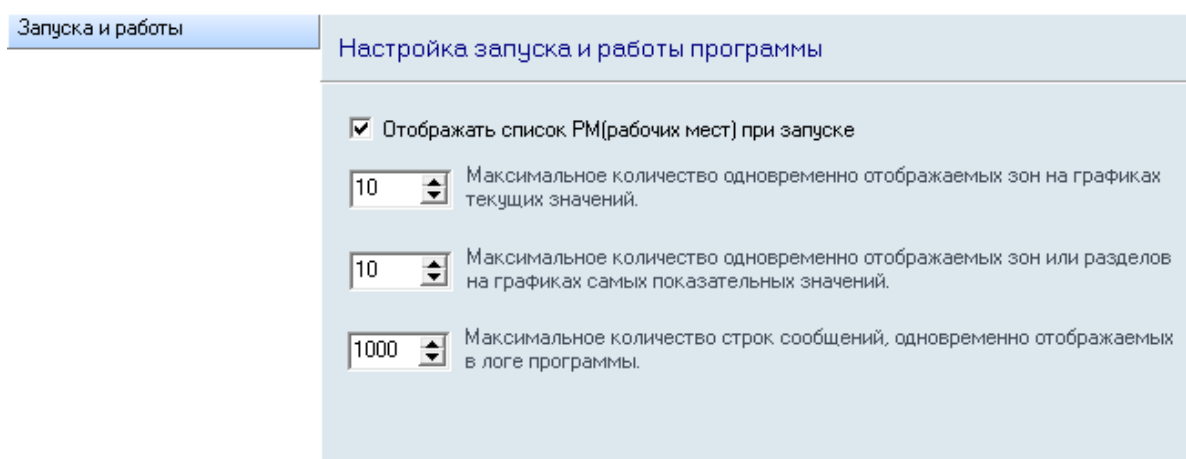 Запуска и работы
Настройка запуска и работы программы
Отображать список РМ(рабочих мест) при запуске
10
Максимальное количество одновременно отображаемых зон на графиках
текущих значений.
10
Максимальное количество одновременно отображаемых зон или разделов
на графиках самых показательных значений.
1000
Максимальное количество строк сообщений, одновременно отображаемых
в логе программы.